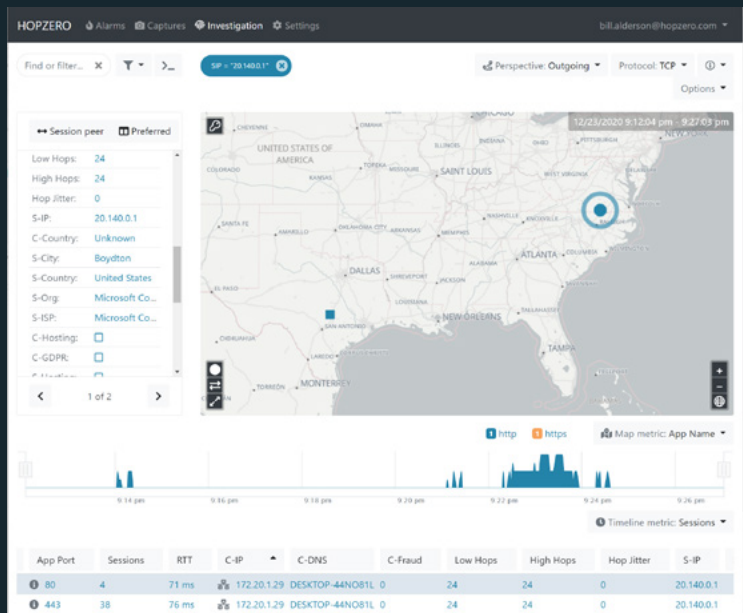 HOPZERO Alarms Captures Investigation Settings bill.alderson@hopzero.com
Find or filter... SIP = "20.140.0.1" Perspective: Outgoing Protocol: TCP
Options
Session peer Preferred
Low Hops: 24
High Hops: 24
Hop Jitter: 0
S-IP: 20.140.0.1
C-Country: Unknown
S-City: Boydton
S-Country: United States
S-Org: Microsoft Co...
S-ISP: Microsoft Co...
C-Hosting:
C-GDPR:
1 of 2
12/23/2020 9:12:04 pm - 9:27:03 pm
CHICAGO
CHEYENNE
OMAHA
NEW YORK
PITTSBURGH
UNITED STATES OF
AMERICA
ILLINOIS
INDIANA
OHIO
COLORADO
TOPEKA
MISSOURI
SAINT LOUIS
WEST VIRGINIA
KANSAS
SANTA FE
AMARILLO
OKLAHOMA CITY
ARKANSAS
MEMPHIS
NASHVILLE
KNOXVILLE
ATLANTA
COLUMBIA
WILMINGTON
DALLAS
SHREVEPORT
JACKSON
ALABAMA
EL PASO
LOUISIANA
TALLAHASSEE
SAN ANTONIO
NEW ORLEANS
CHIHUAHUA
TAMPA
LAREDO
TORREÓN
MONTERREY
1 http 1 https Map metric: App Name
9:14 pm 9:16 pm 9:18 pm 9:20 pm 9:22 pm 9:24 pm 9:26 pm
Timeline metric: Sessions
App Port Sessions RTT C-IP C-DNS C-Fraud Low Hops High Hops Hop Jitter S-IP
80 4 71 ms 172.20.1.29 DESKTOP-44NO81L 0 24 24 0 20.140.0.1
443 38 76 ms 172.20.1.29 DESKTOP-44NO81L 0 24 24 0 20.140.0.1